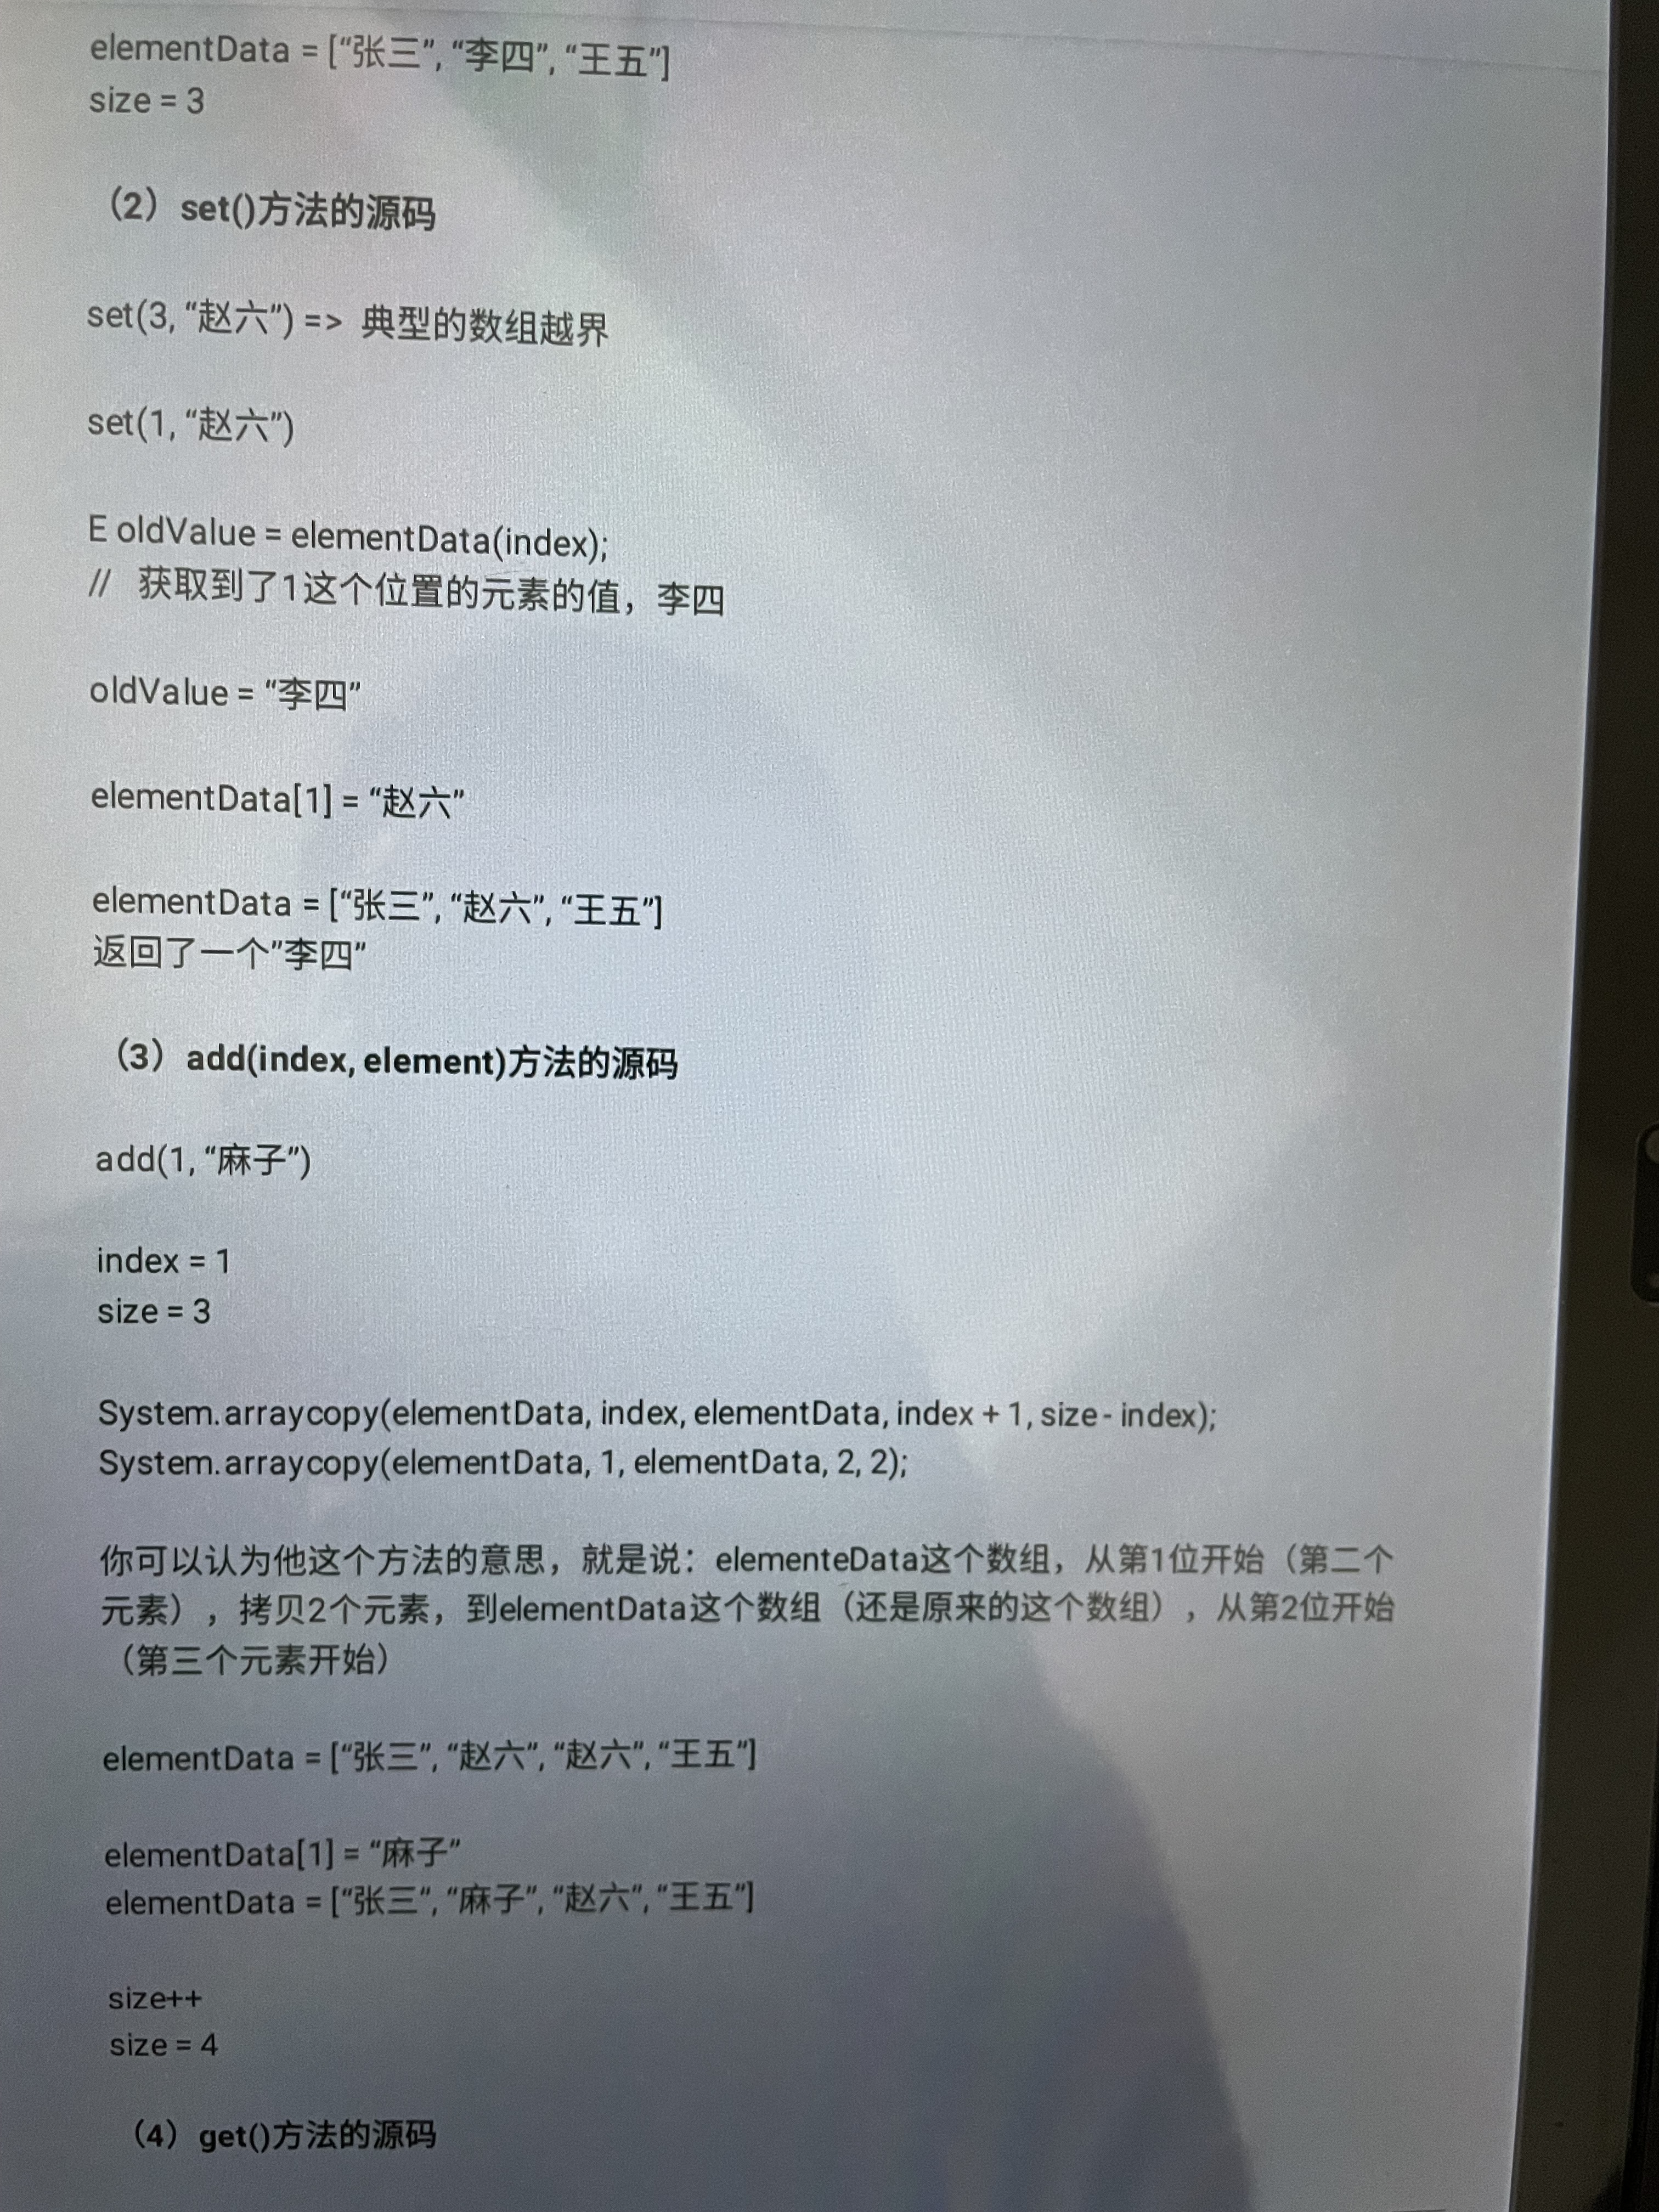 elementData = [“张三”, “李四”, “王五”]
size = 3
（2）set()方法的源码
set(3, “赵六”) => 典型的数组越界
set(1, “赵六”)
E oldValue = elementData(index);
// 获取到了1这个位置的元素的值，李四
oldValue = “李四”
elementData[1] = “赵六”
elementData = [“张三”, “赵六”, “王五”]
返回了一个”李四”
（3）add(index, element)方法的源码
add(1, “麻子”)
index = 1
size = 3
System.arraycopy(elementData, index, elementData, index + 1, size - index);
System.arraycopy(elementData, 1, elementData, 2, 2);
你可以认为他这个方法的意思，就是说：elementeData这个数组，从第1位开始（第二个
元素），拷贝2个元素，到elementData这个数组（还是原来的这个数组），从第2位开始
（第三个元素开始）
elementData = [“张三”, “赵六”, “赵六”, “王五”]
elementData[1] = “麻子”
elementData = [“张三”, “麻子”, “赵六”, “王五”]
size++
size = 4
（4）get()方法的源码